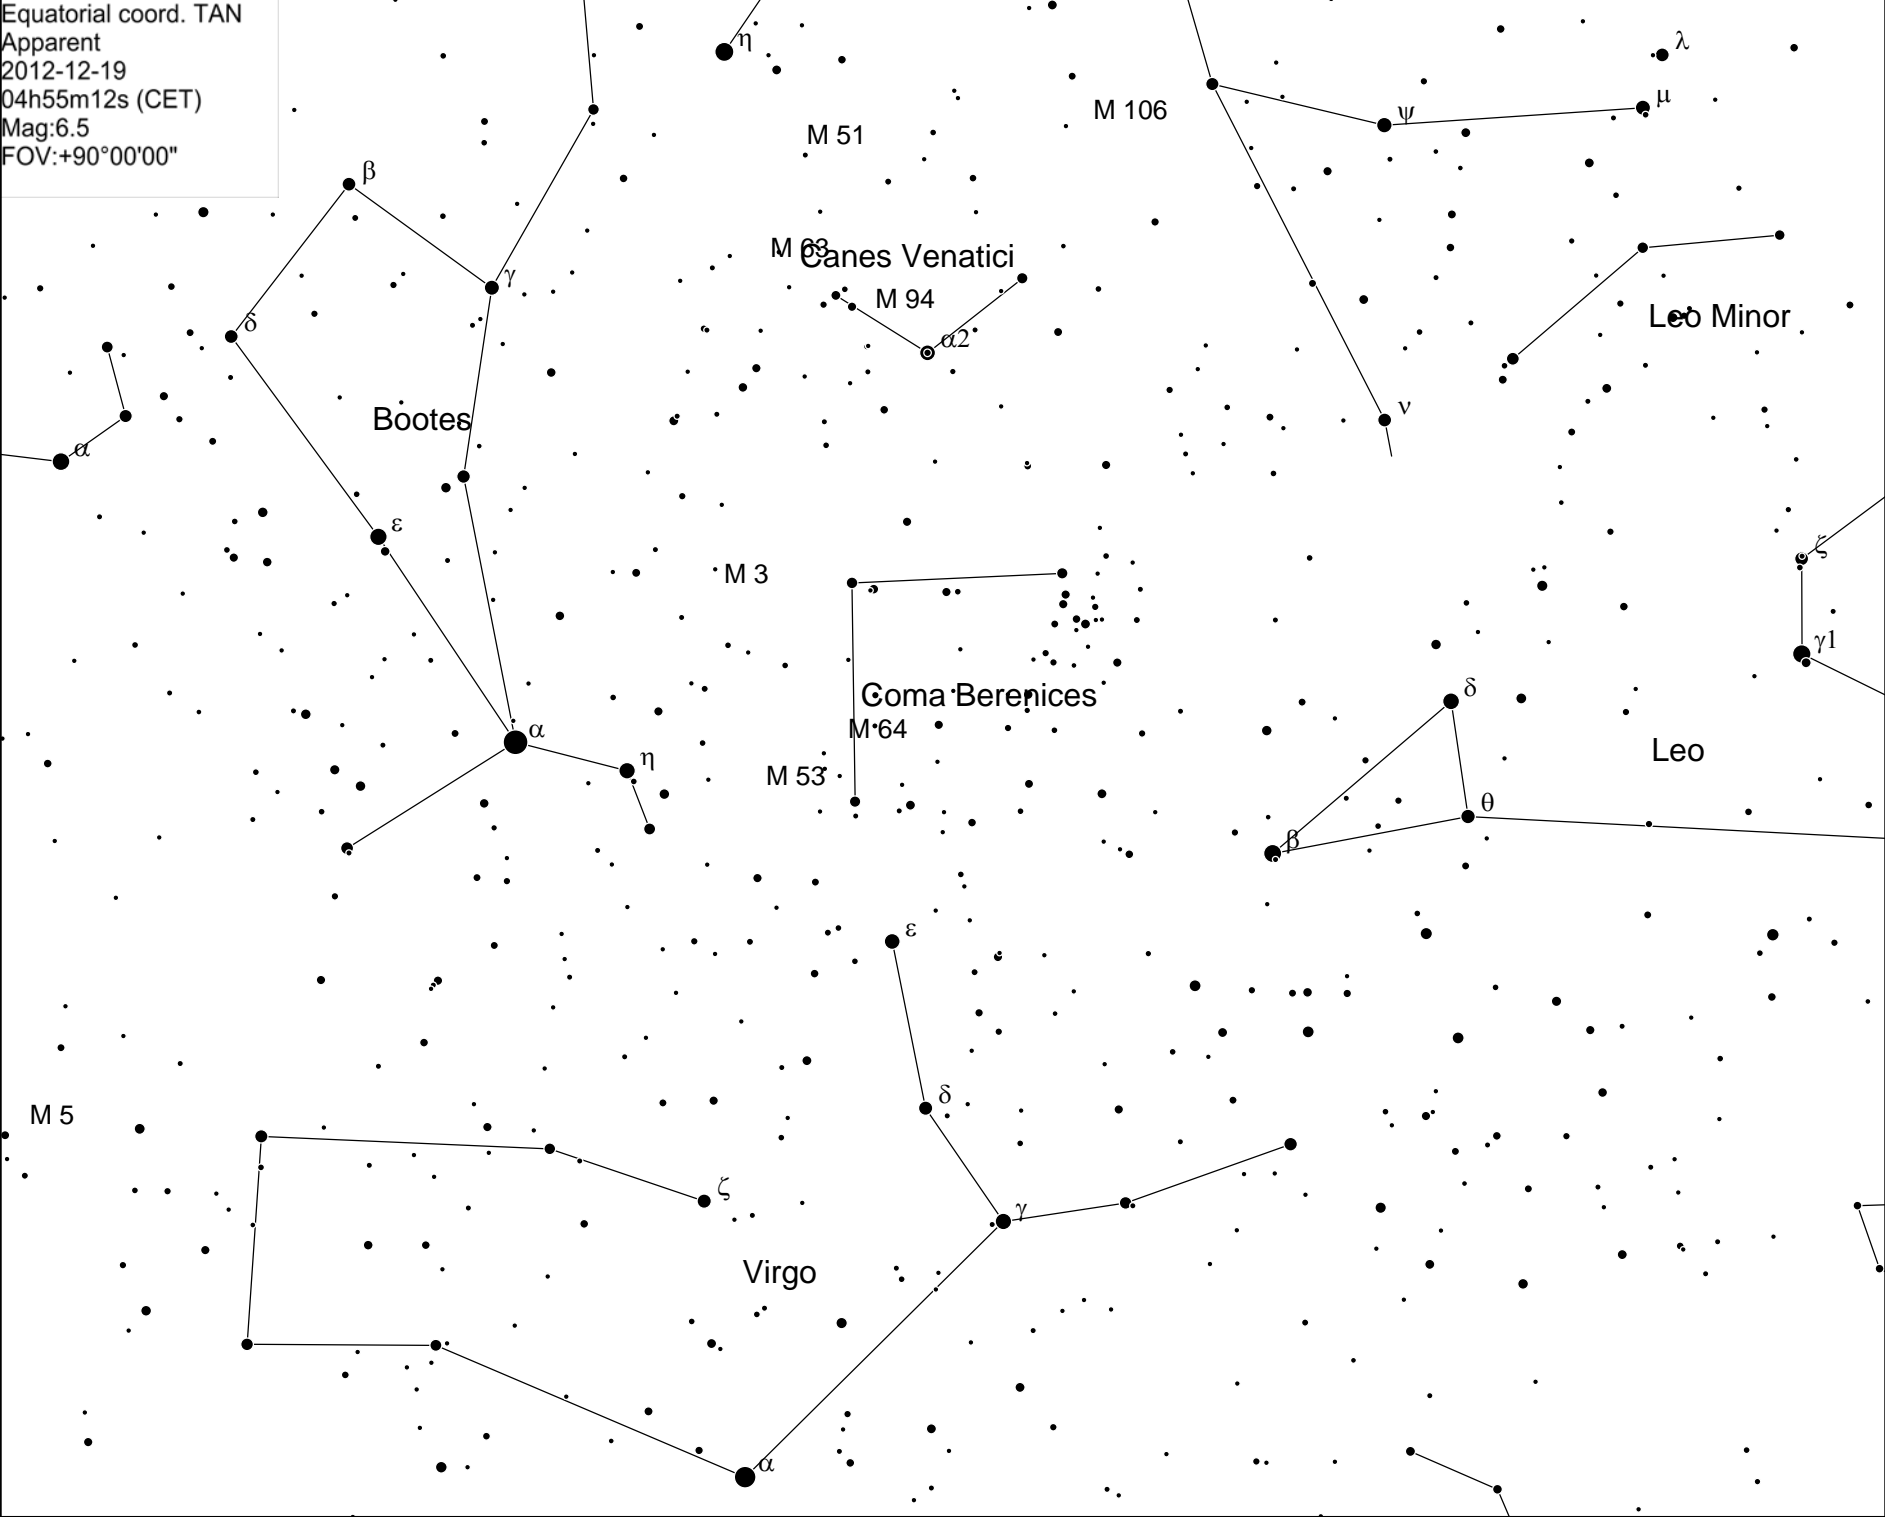 Equatorial coord. TAN
Apparent
2012-12-19
04h55m12s (CET)
Mag:6.5
FOV:+90°00'00"
η
λ
μ
M 106
ψ
M 51
β
M 63
Canes Venatici
γ
M 94
Leo Minor
δ
α2
ν
Bootes
α
ε
ζ
M 3
γ1
δ
Coma Berenices
M 64
α
Leo
η
M 53
θ
β
ε
δ
M 5
ζ
γ
Virgo
α